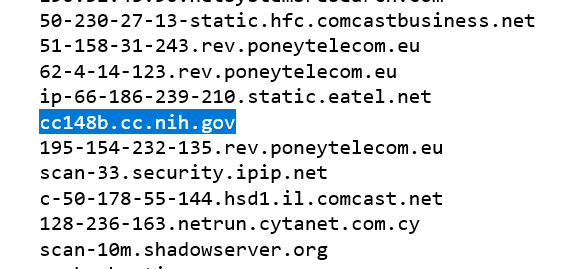 50-230-27-13-static.hfc.comcastbusiness.net
51-158-31-243.rev.poneytelecom.eu
62-4-14-123.rev.poneytelecom.eu
ip-66-186-239-210.static.eatel.net
cc148b.cc.nih.gov
195-154-232-135.rev.poneytelecom.eu
scan-33.security.ipip.net
c-50-178-55-144.hsd1.il.comcast.net
128-236-163.netrun.cytanet.com.cy
scan-10m.shadowserver.org